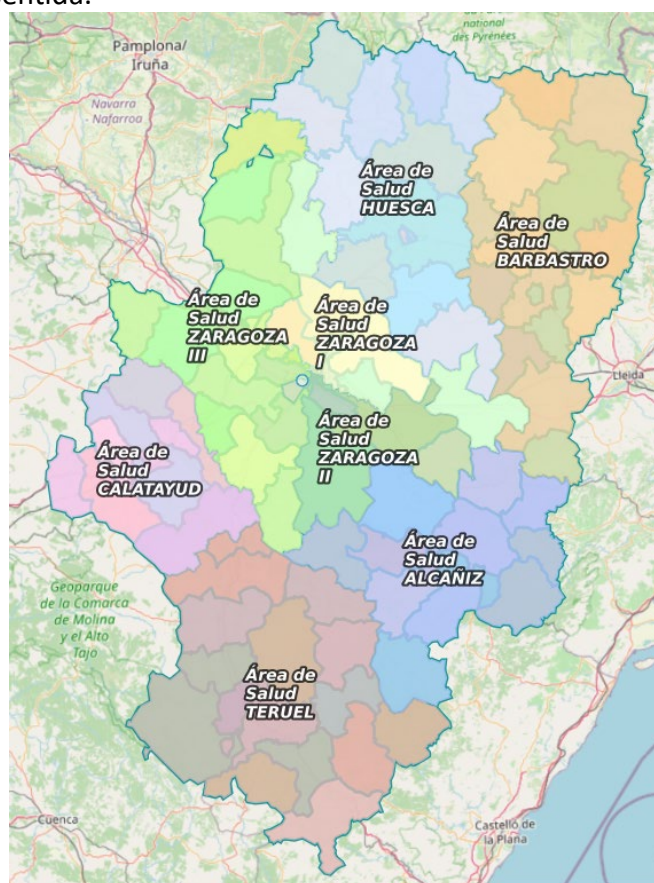 national
des Pyrénées
Pamplona/
Iruña
Navarra
- Nafarroa
Área de
Salud
HUESCA
Área de
Salud
BARBASTRO
Área de
Salud
ZARAGOZA
III
Área de
Salud
ZARAGOZA
I
Lleida
Área de
Salud
ZARAGOZA
II
Área de
Salud
CALATAYUD
Área de
Salud
ALCAÑIZ
Geoparque
de la Comarca
de Molina
y el Alto
Tajo
Área de
Salud
TERUEL
Cuenca
Castelló de
la Plana